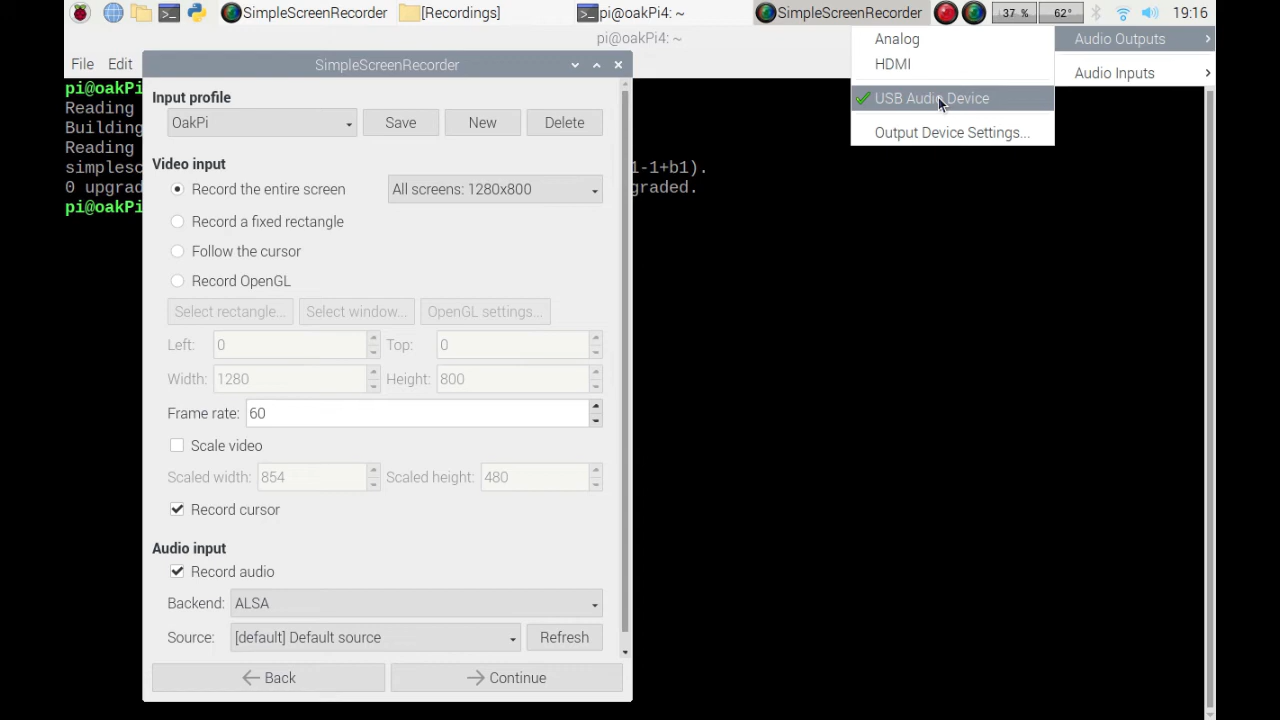 SimpleScreenRecorder [Recordings] pi@oakPi4: ~ SimpleScreenRecorder 37 % 62° 19:16
pi@oakPi4: ~
Analog
HDMI
USB Audio Device
Output Device Settings...
Audio Outputs
Audio Inputs
File Edit
pi@oakPi
Reading
Building
Reading
simplesc
1-1+b1).
0 upgrad
graded.
pi@oakPi
SimpleScreenRecorder
Input profile
OakPi Save New Delete
Video input
Record the entire screen All screens: 1280x800
Record a fixed rectangle
Follow the cursor
Record OpenGL
Select rectangle... Select window... OpenGL settings...
Left: 0 Top: 0
Width: 1280 Height: 800
Frame rate: 60
Scale video
Scaled width: 854 Scaled height: 480
Record cursor
Audio input
Record audio
Backend: ALSA
Source: [default] Default source Refresh
Back Continue